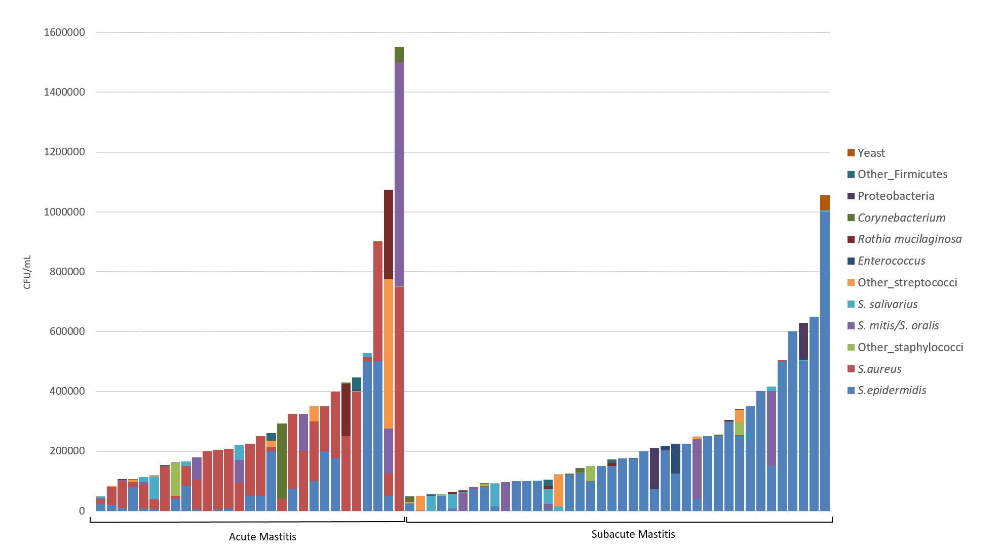 1600000
1400000
1200000
1000000
800000
600000
400000
200000
0
CFU/mL
Acute Mastitis
Subacute Mastitis
Yeast
Other_Firmicutes
Proteobacteria
Corynebacterium
Rothia mucilaginosa
Enterococcus
Other_streptococci
S. salivarius
S. mitis/S. oralis
Other_staphylococci
S.aureus
S.epidermidis